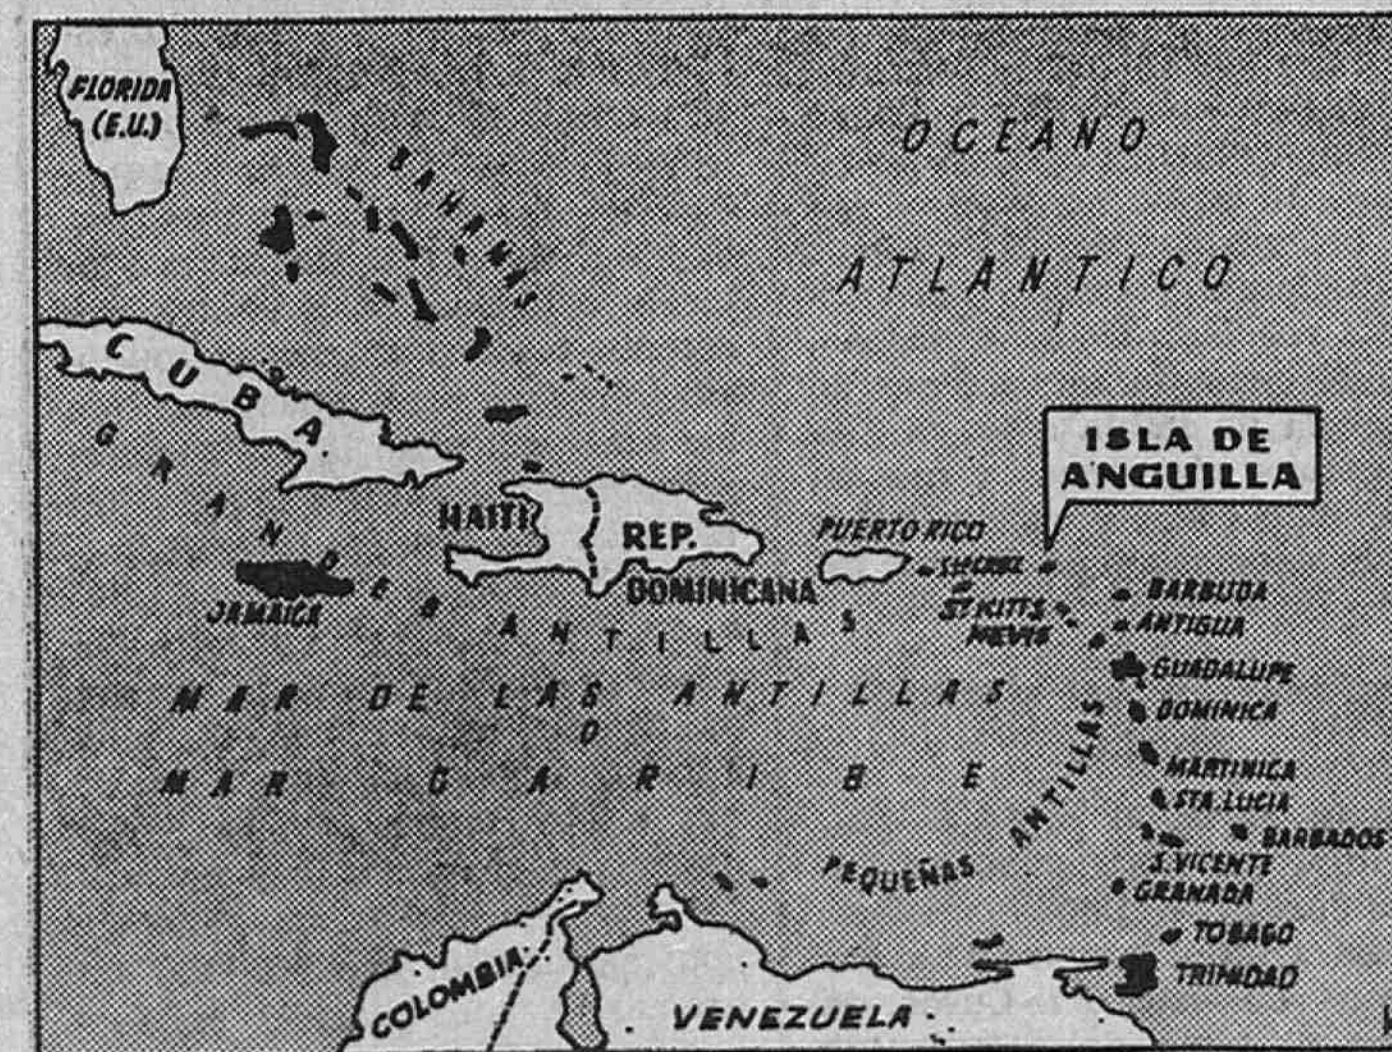 FLORIDA
(E.U.)
BAHAMAS
OCEANO
ATLANTICO
CUBA
GRANDES ANTILLAS
ISLA DE
ANGUILLA
HAITI
REP.
DOMINICANA
PUERTO RICO
JAMAICA
ST KITTS
NEVIS
BARBUDA
ANTIGUA
GUADALUPE
DOMINICA
MARTINICA
STA. LUCIA
BARBADOS
S. VICENTE
GRANADA
TOBAGO
TRINIDAD
MAR DE LAS ANTILLAS
O
MAR CARIBE
PEQUEÑAS ANTILLAS
COLOMBIA
VENEZUELA